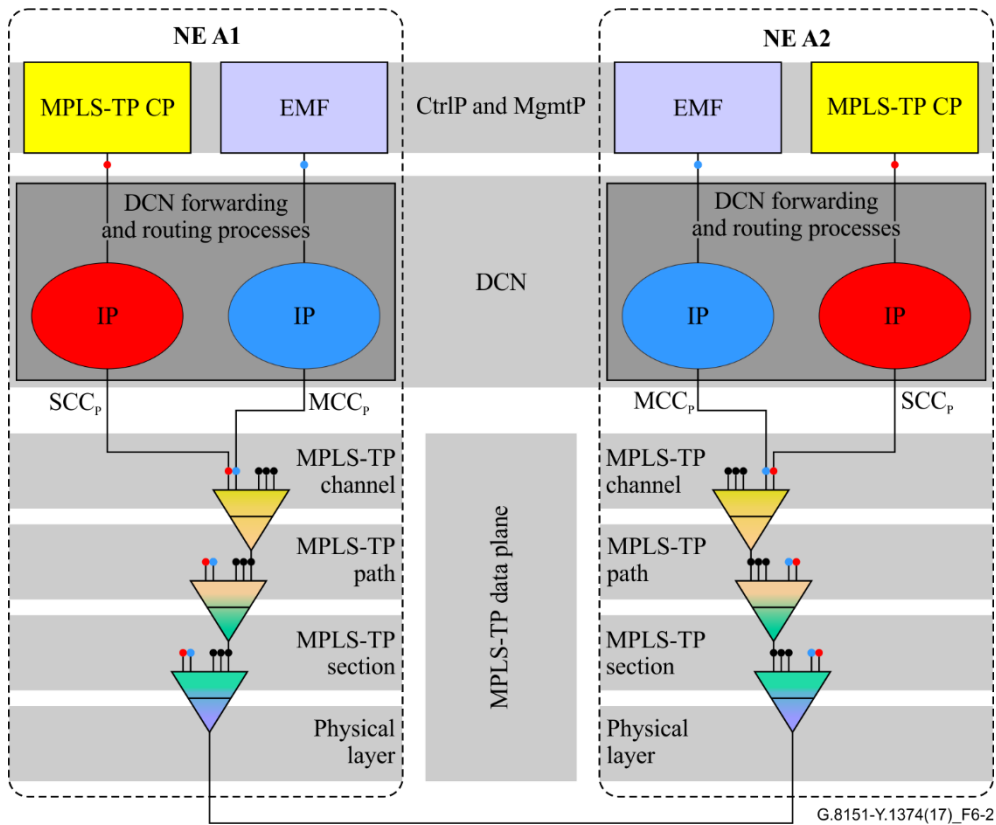 NE A1
NE A2
MPLS-TP CP
EMF
CtrlP and MgmtP
EMF
MPLS-TP CP
DCN forwarding
and routing processes
DCN forwarding
and routing processes
IP
IP
DCN
IP
IP
SCCP
MCCP
MCCP
SCCP
MPLS-TP
channel
MPLS-TP
channel
MPLS-TP
path
MPLS-TP
path
MPLS-TP data plane
MPLS-TP
section
MPLS-TP
section
Physical
layer
Physical
layer
G.8151-Y.1374(17)_F6-2